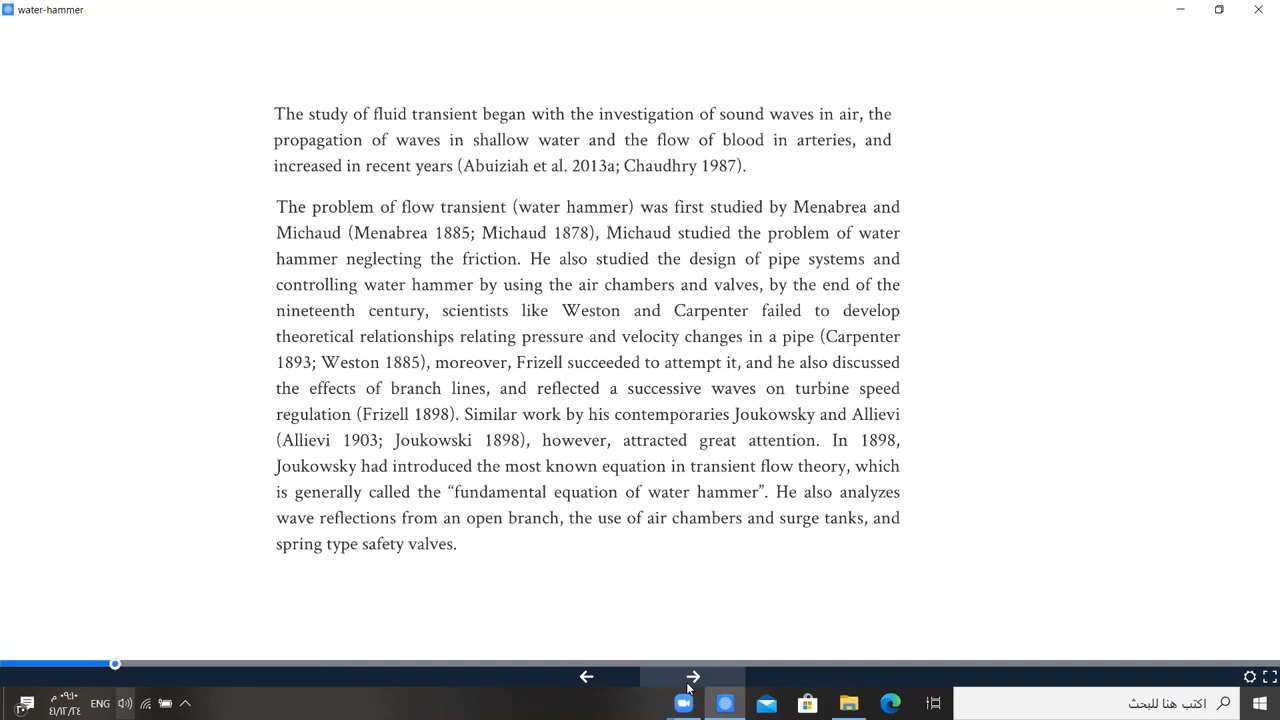 water-hammer
The study of fluid transient began with the investigation of sound waves in air, the
propagation of waves in shallow water and the flow of blood in arteries, and
increased in recent years (Abuiziah et al. 2013a; Chaudhry 1987).
The problem of flow transient (water hammer) was first studied by Menabrea and
Michaud (Menabrea 1885; Michaud 1878), Michaud studied the problem of water
hammer neglecting the friction. He also studied the design of pipe systems and
controlling water hammer by using the air chambers and valves, by the end of the
nineteenth century, scientists like Weston and Carpenter failed to develop
theoretical relationships relating pressure and velocity changes in a pipe (Carpenter
1893; Weston 1885), moreover, Frizell succeeded to attempt it, and he also discussed
the effects of branch lines, and reflected a successive waves on turbine speed
regulation (Frizell 1898). Similar work by his contemporaries Joukowsky and Allievi
(Allievi 1903; Joukowski 1898), however, attracted great attention. In 1898,
Joukowsky had introduced the most known equation in transient flow theory, which
is generally called the “fundamental equation of water hammer”. He also analyzes
wave reflections from an open branch, the use of air chambers and surge tanks, and
spring type safety valves.
ENG
اكتب هنا للبحث